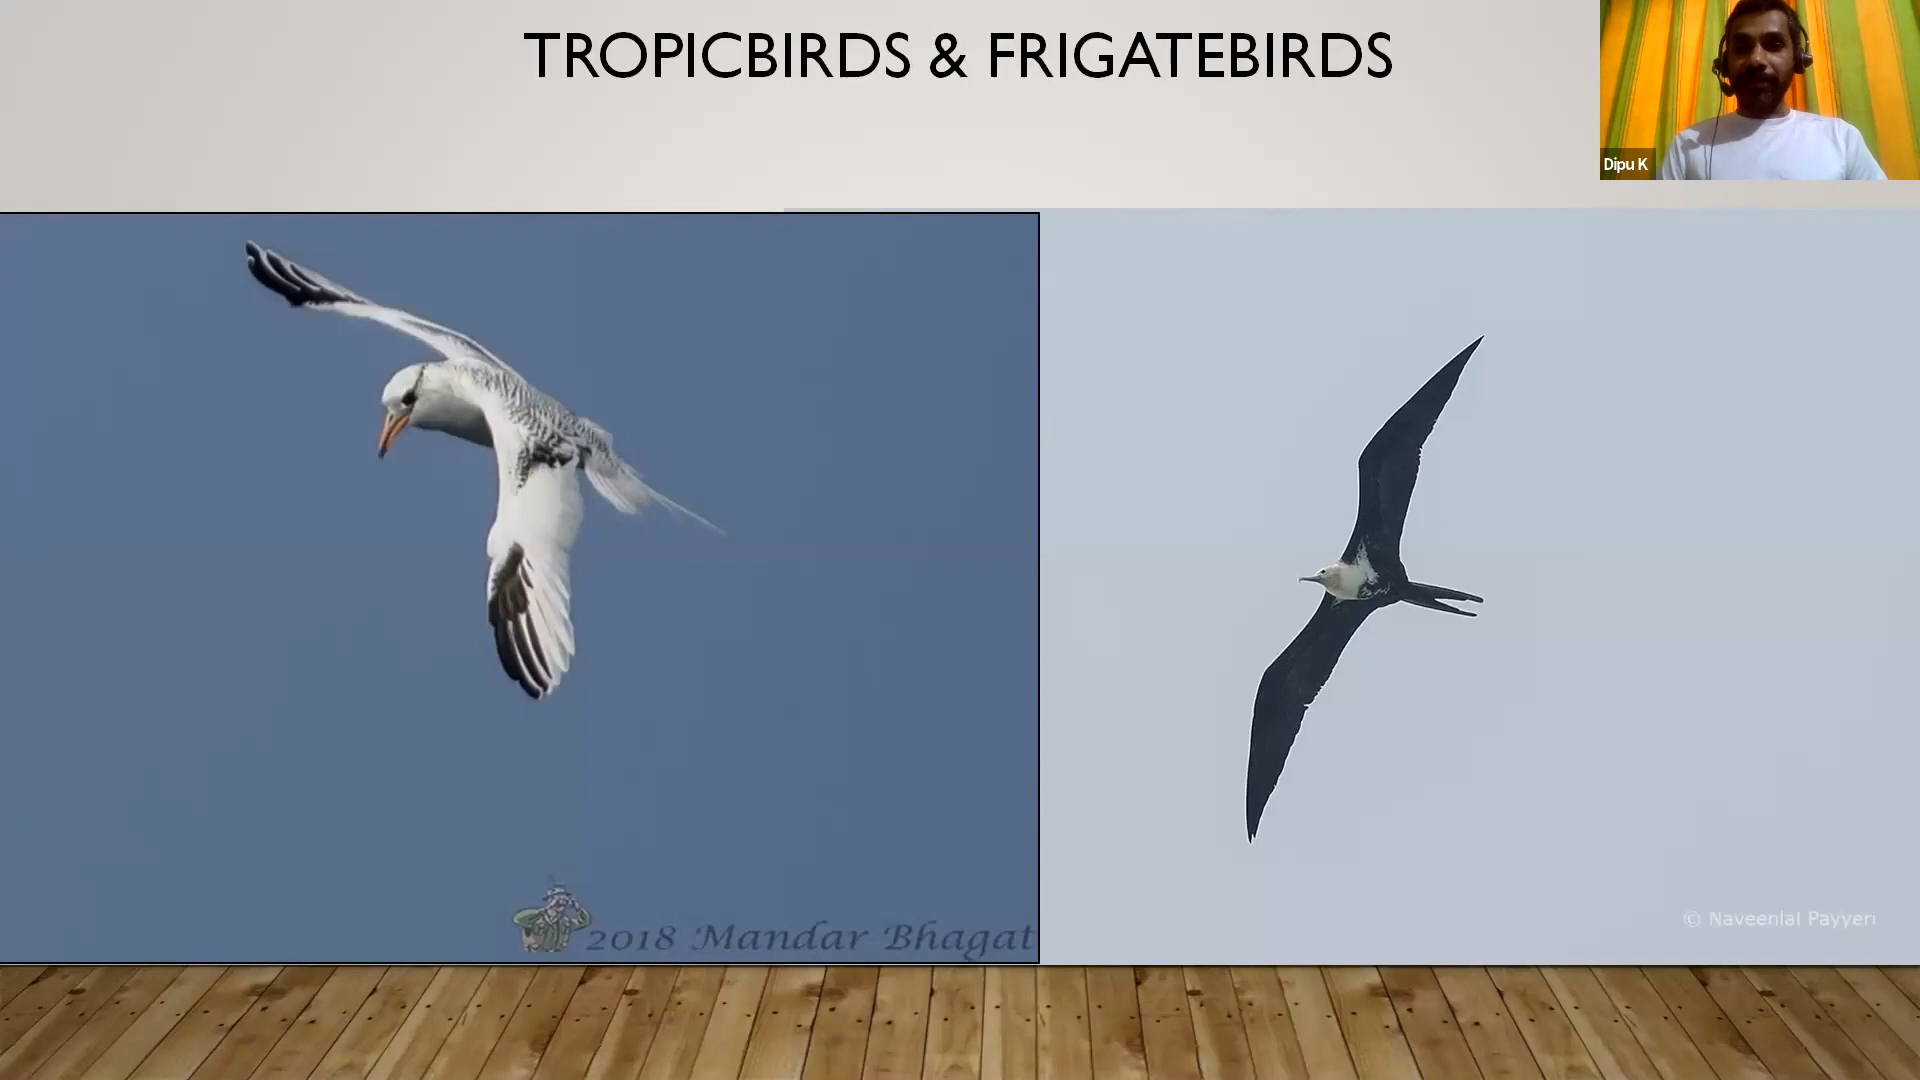 TROPICBIRDS & FRIGATEBIRDS
Dipu K
2018 Mandar Bhagat
© Naveenlal Payyeri